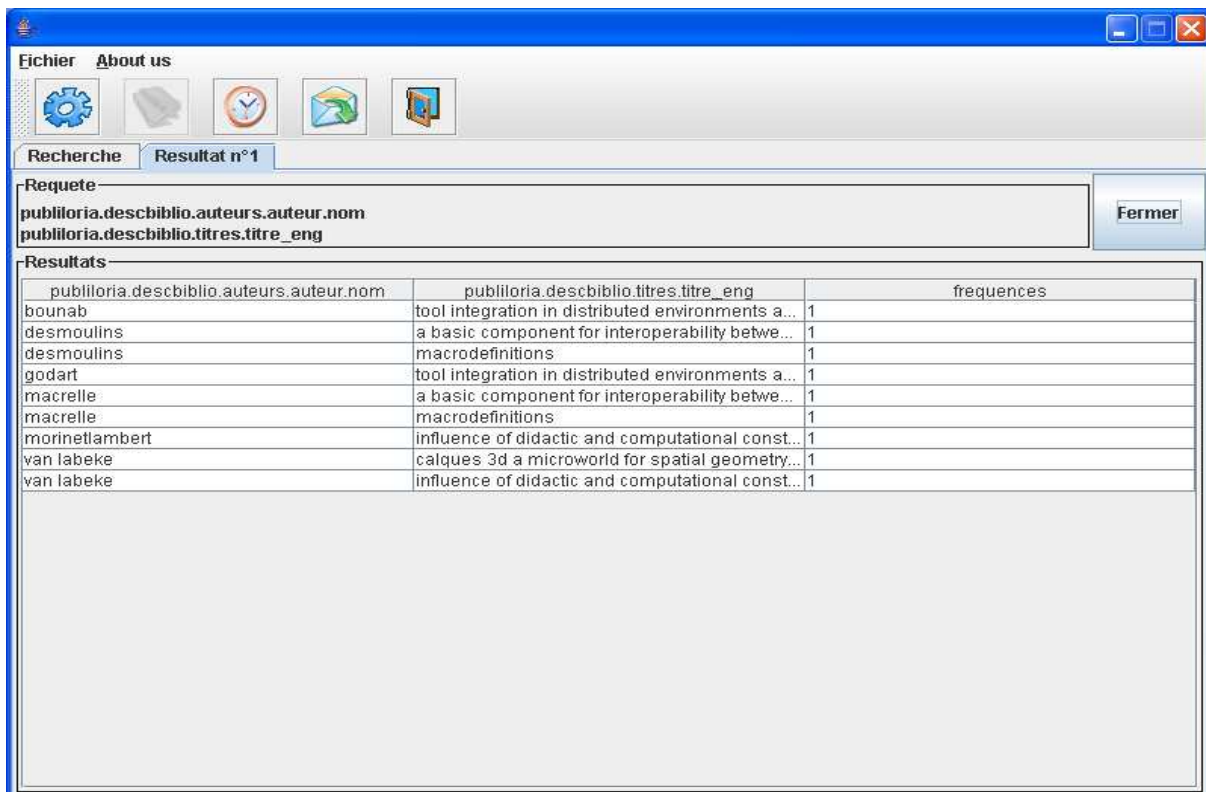 Fichier About us
Recherche Resultat n°1
Requete
publiloria.descbiblio.auteurs.auteur.nom
publiloria.descbiblio.titres.titre_eng
Fermer
Resultats
publiloria.descbiblio.auteurs.auteur.nom publiloria.descbiblio.titres.titre_eng frequences
bounab tool integration in distributed environments a... 1
desmoulins a basic component for interoperability betwe... 1
desmoulins macrodefinitions 1
godart tool integration in distributed environments a... 1
macrelle a basic component for interoperability betwe... 1
macrelle macrodefinitions 1
morinetlambert influence of didactic and computational const... 1
van labeke calques 3d a microworld for spatial geometry... 1
van labeke influence of didactic and computational const... 1